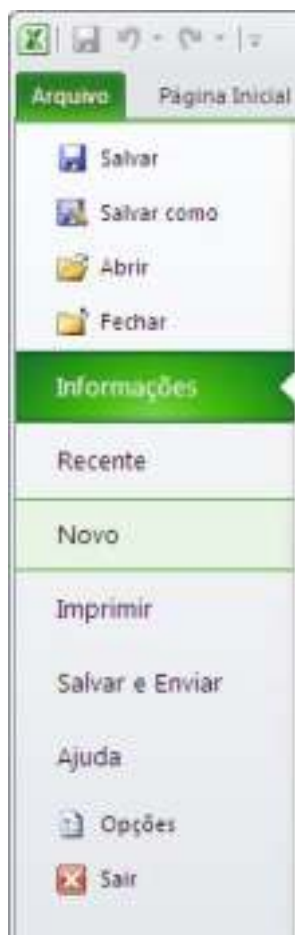 Arquivo Página Inicial
Salvar
Salvar como
Abrir
Fechar
Informações
Recente
Novo
Imprimir
Salvar e Enviar
Ajuda
Opções
Sair